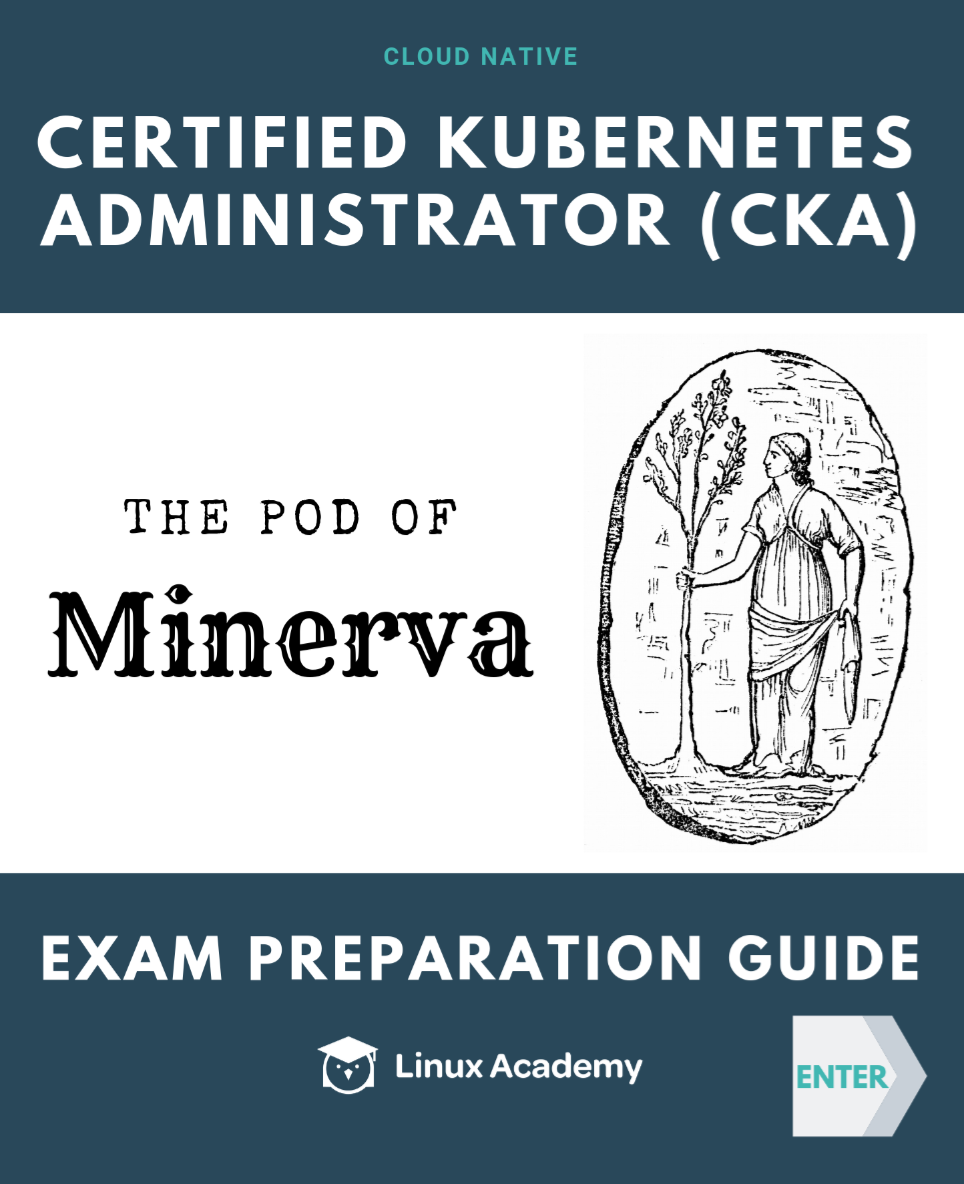 CLOUD NATIVE
CERTIFIED KUBERNETES
ADMINISTRATOR (CKA)
THE POD OF
Minerva
EXAM PREPARATION GUIDE
Linux Academy
ENTER